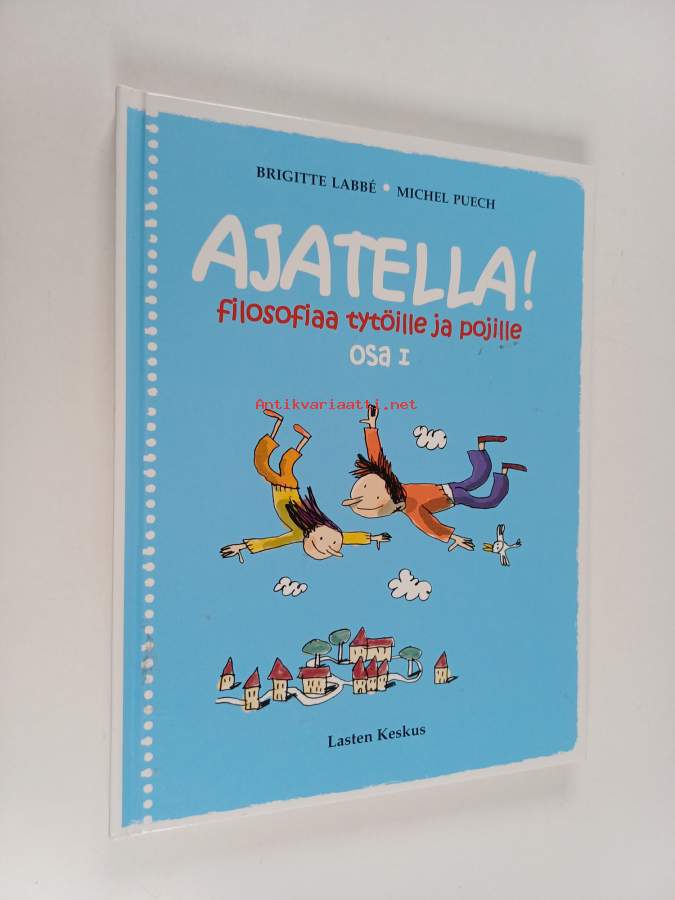 BRIGITTE LABBÉ • MICHEL PUECH
AJATELLA!
filosofiaa tytöille ja pojille
osa 1
Antikvariaatti.net
Lasten Keskus